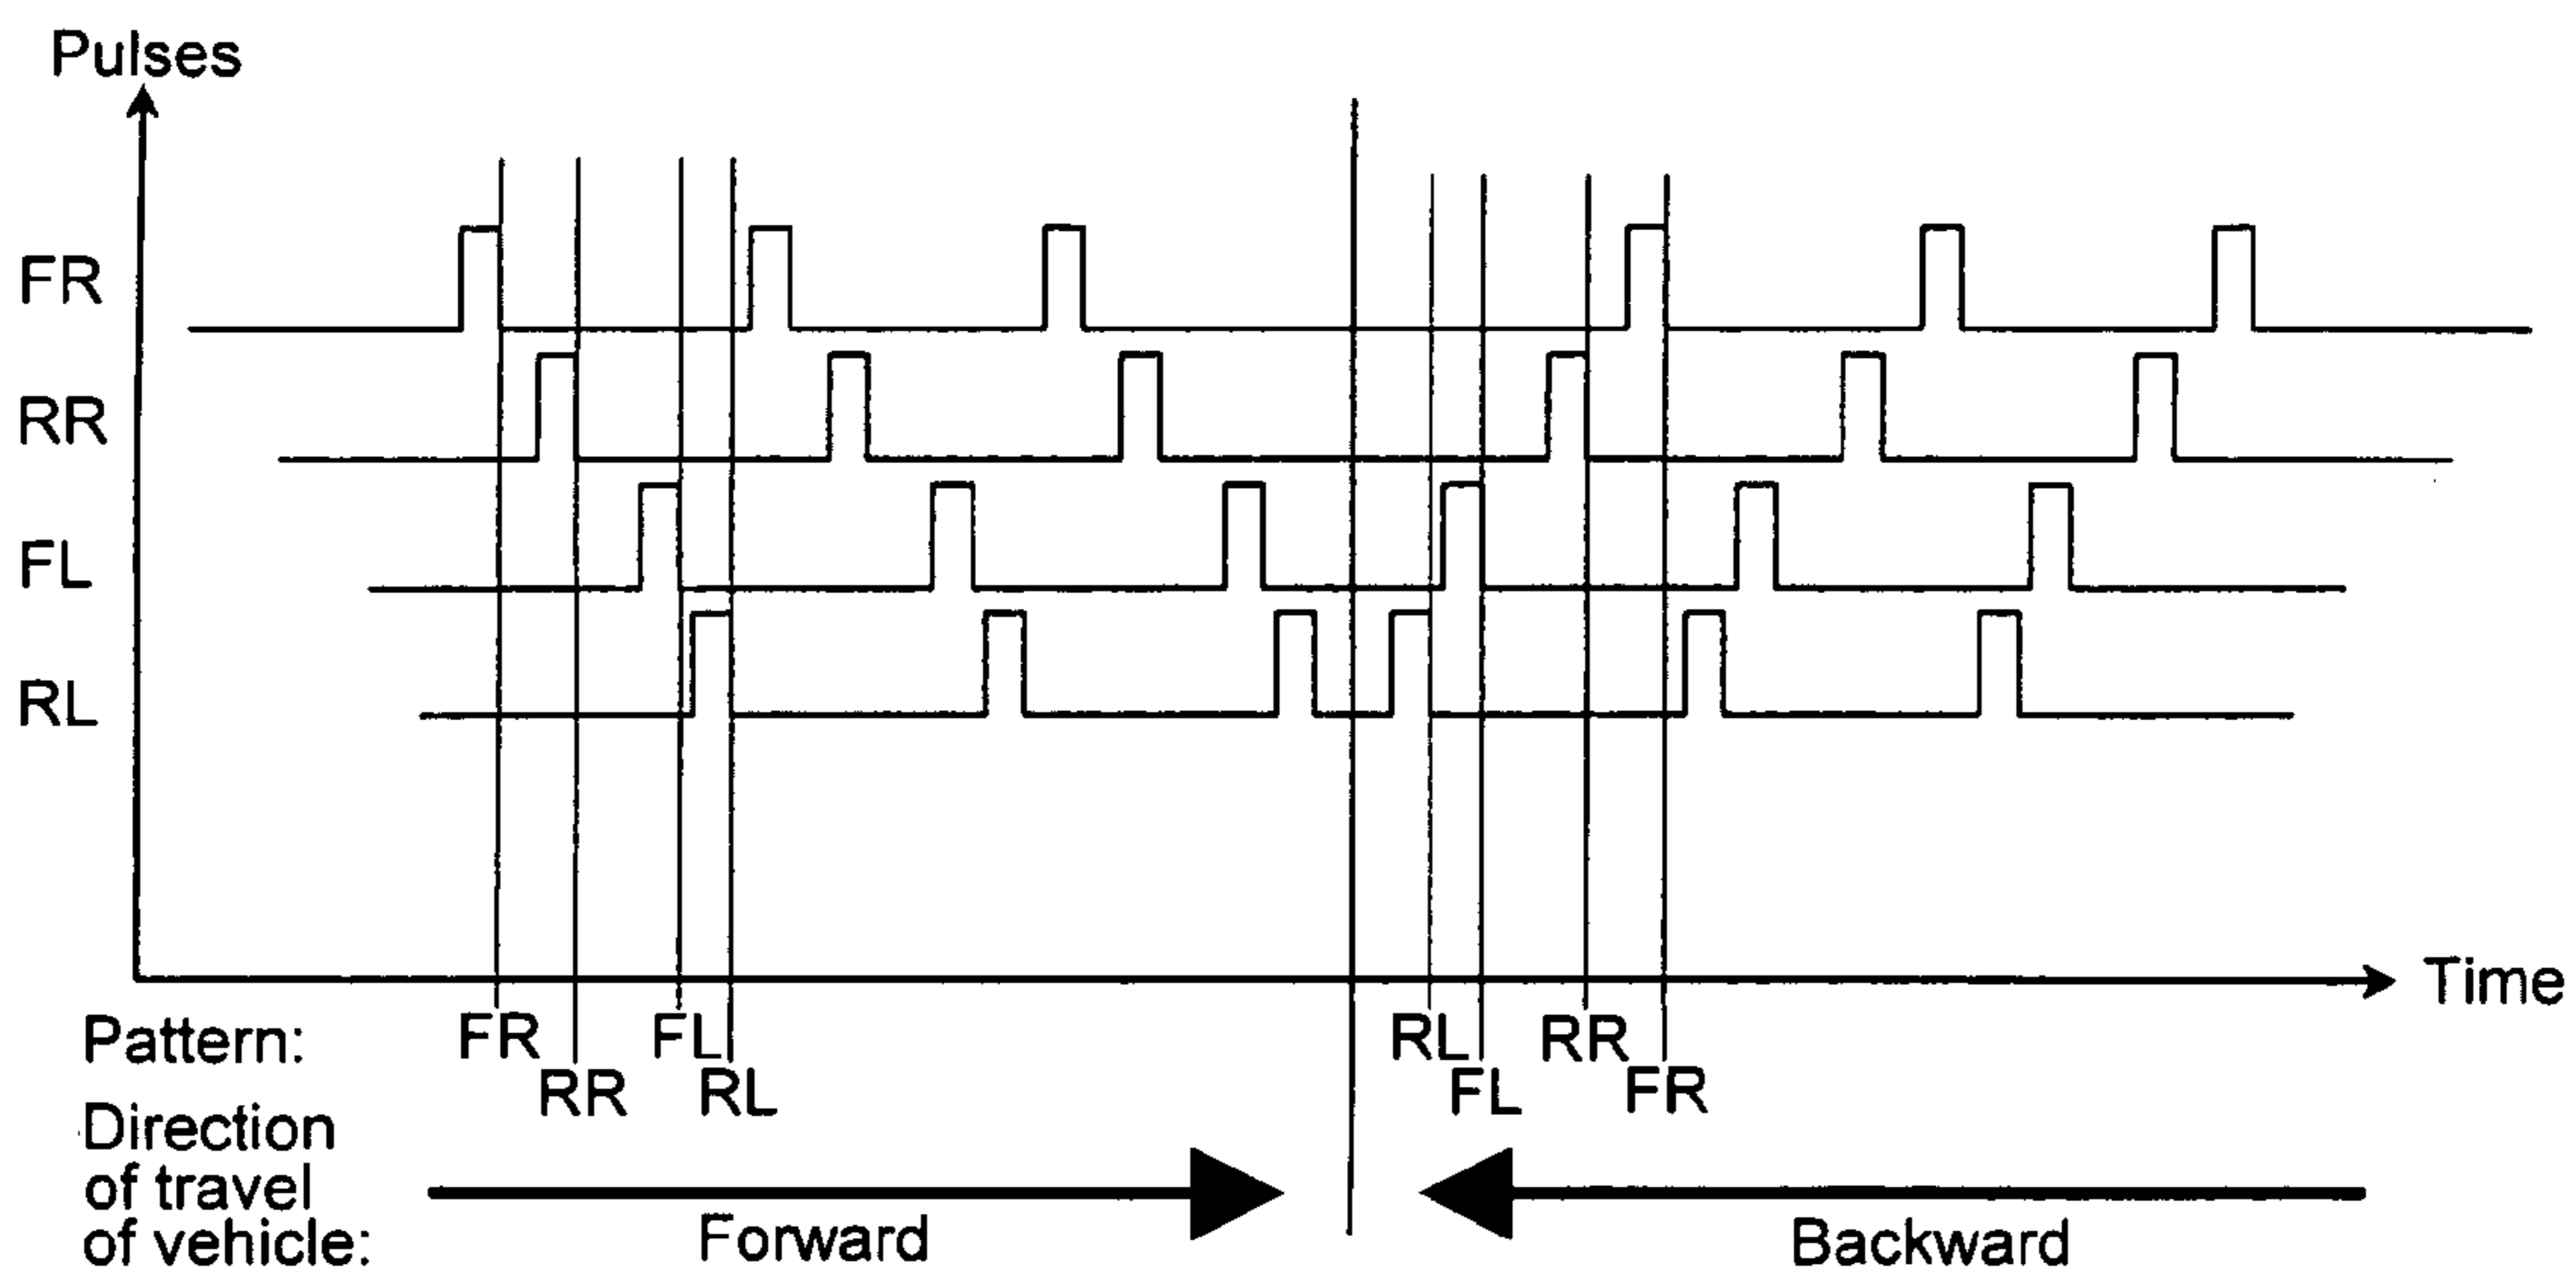 Pulses
FR
RR
FL
RL
Time
Pattern: FR FL RL RR
RR RL FL FR
Direction
of travel
of vehicle:
Forward Backward